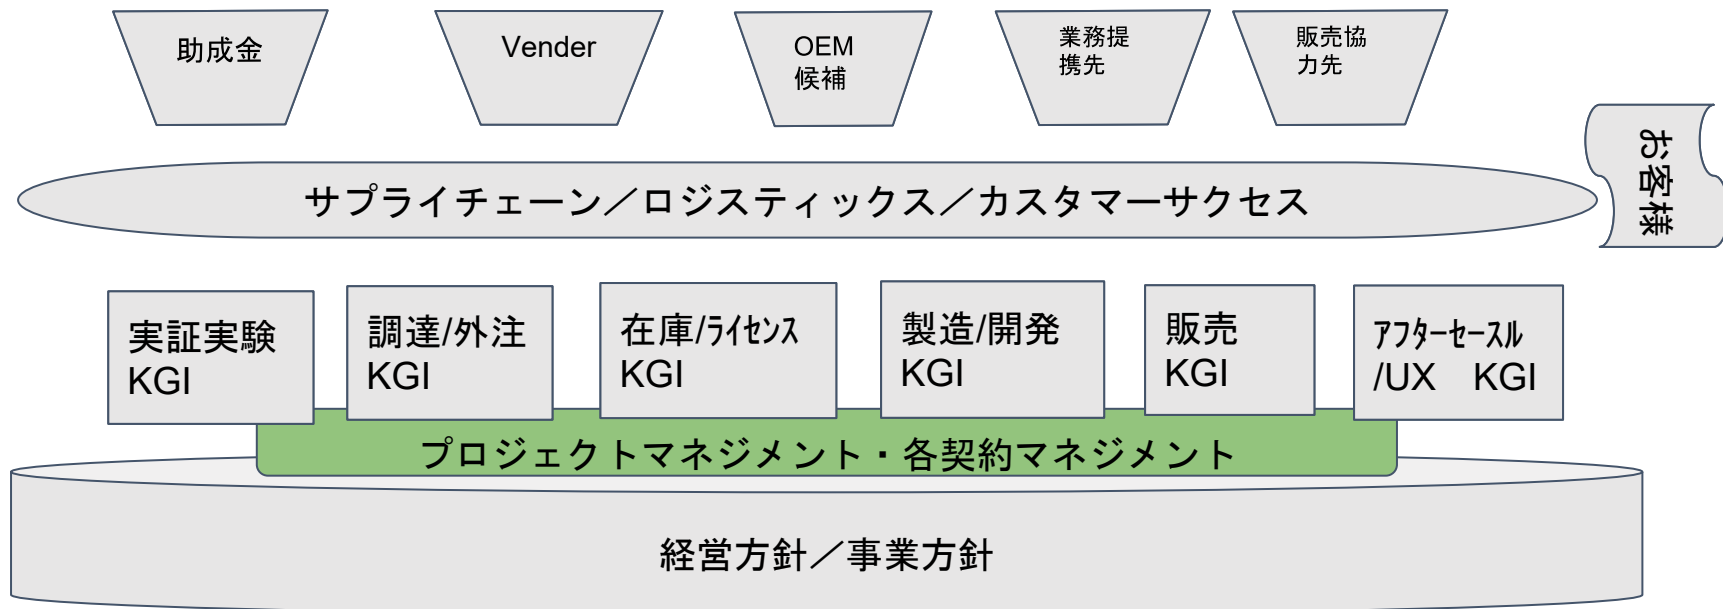 助成金
Vender
OEM
候補
業務提
携先
販売協
力先
お客様
サプライチェーン／ロジスティックス／カスタマーサクセス
実証実験
KGI
調達/外注
KGI
在庫/ﾗｲｾﾝｽ
KGI
製造/開発
KGI
販売
KGI
ｱﾌﾀｰｾｰｽﾙ
/UX　KGI
プロジェクトマネジメント・各契約マネジメント
経営方針／事業方針